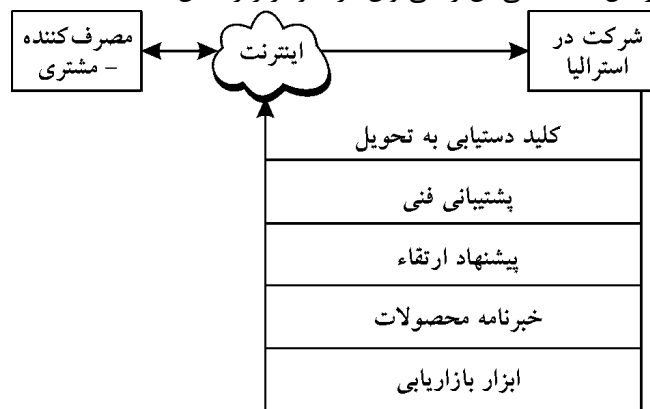 شرکت در
استرالیا
اینترنت
مصرف‌کننده
– مشتری
کلید دستیابی به تحویل
پشتیبانی فنی
پیشنهاد ارتقاء
خبرنامه محصولات
ابزار بازاریابی